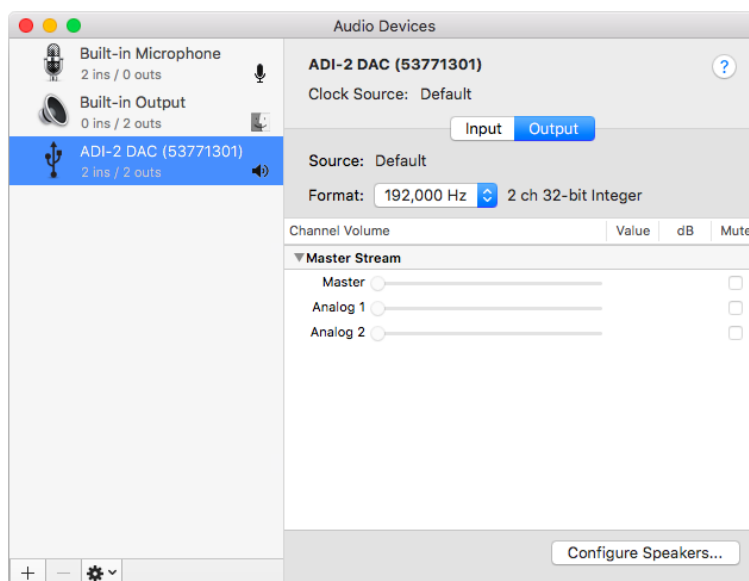 Audio Devices
Built-in Microphone
2 ins / 0 outs
Built-in Output
0 ins / 2 outs
ADI-2 DAC (53771301)
2 ins / 2 outs
ADI-2 DAC (53771301)
?
Clock Source: Default
Input Output
Source: Default
Format: 192,000 Hz 2 ch 32-bit Integer
Channel Volume Value dB Mute
Master Stream
Master
Analog 1
Analog 2
Configure Speakers...